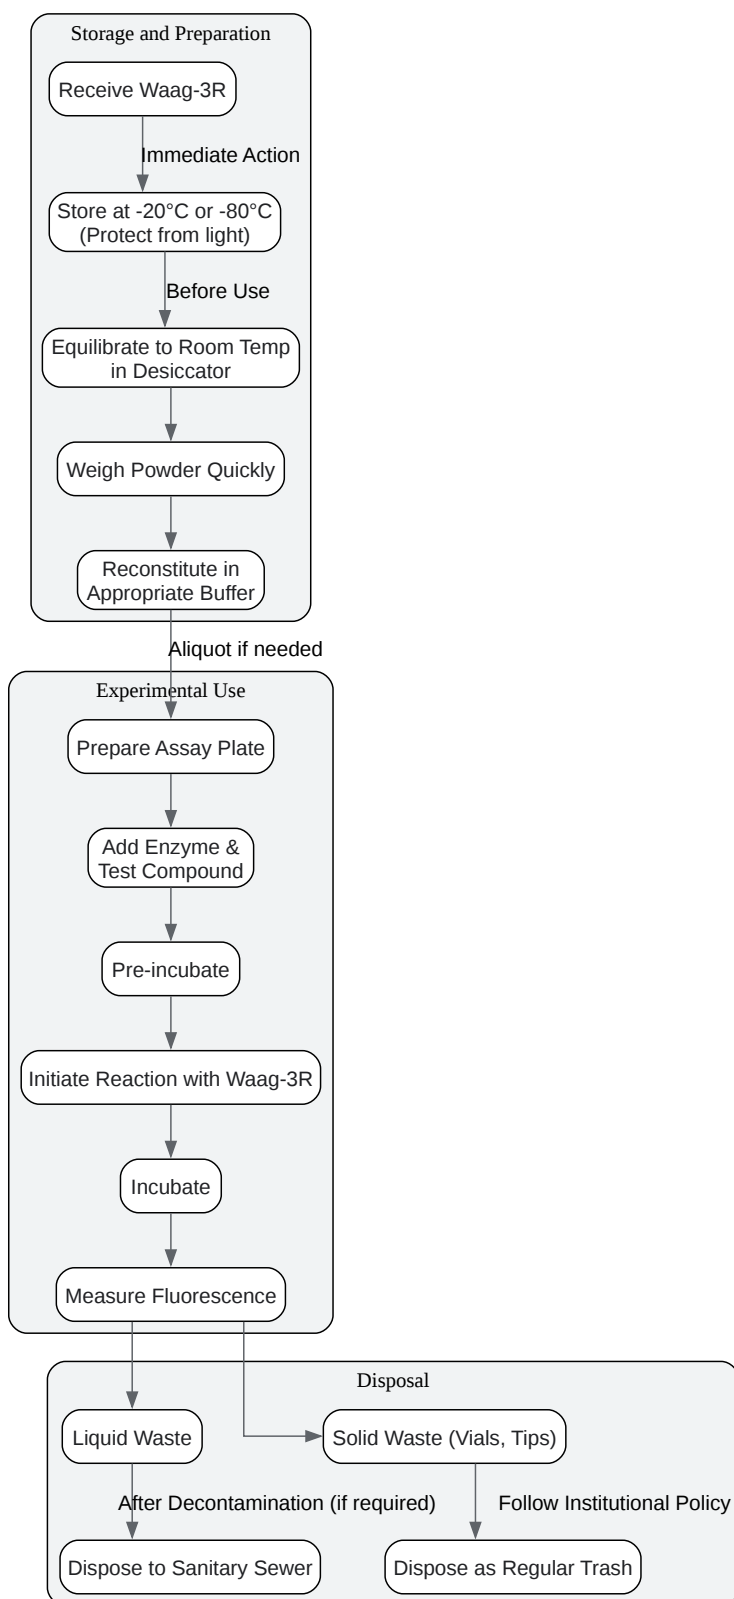 Storage and Preparation
Receive Waag-3R
Immediate Action
Store at -20°C or -80°C
(Protect from light)
Before Use
Equilibrate to Room Temp
in Desiccator
Weigh Powder Quickly
Reconstitute in
Appropriate Buffer
Aliquot if needed
Experimental Use
Prepare Assay Plate
Add Enzyme &
Test Compound
Pre-incubate
Initiate Reaction with Waag-3R
Incubate
Measure Fluorescence
Disposal
Liquid Waste
Solid Waste (Vials, Tips)
After Decontamination (if required)
Follow Institutional Policy
Dispose to Sanitary Sewer
Dispose as Regular Trash